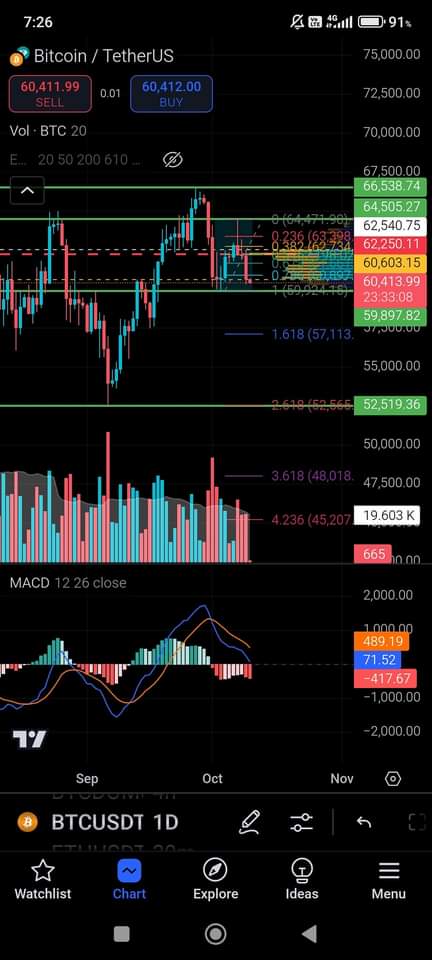 7:26
4G
91%
Bitcoin / TetherUS
60,411.99
SELL
0.01
60,412.00
BUY
Vol · BTC 20
E... 20 50 200 610 ...
75,000.00
72,500.00
70,000.00
67,500.00
66,538.74
64,505.27
62,540.75
62,250.11
60,603.15
60,413.99
23:33:08
59,897.82
57,500.00
55,000.00
52,519.36
50,000.00
47,500.00
19.603 K
665
0 (64,471.98)
0.236 (63,398
0.382 (62,734
1 (59,924.15)
1.618 (57,113.
2.618 (52,565.
3.618 (48,018.
4.236 (45,207
MACD 12 26 close
2,000.00
1,000.00
489.19
71.52
−417.67
−1,000.00
−2,000.00
Sep
Oct
Nov
BTCUSDT 1D
Watchlist
Chart
Explore
Ideas
Menu